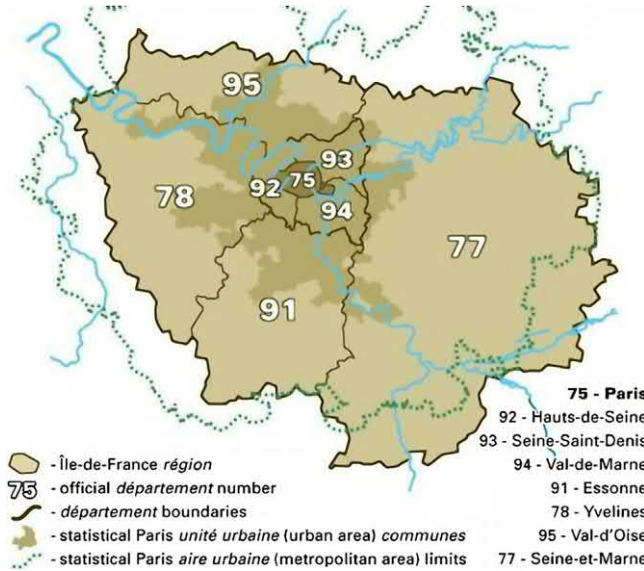 95
93
92
75
78
94
77
91
75 - Paris
92 - Hauts-de-Seine
93 - Seine-Saint-Denis
94 - Val-de-Marne
91 - Essonne
78 - Yvelines
95 - Val-d'Oise
77 - Seine-et-Marne
- Île-de-France région
75 - official département number
- département boundaries
- statistical Paris unité urbaine (urban area) communes
- statistical Paris aire urbaine (metropolitan area) limits